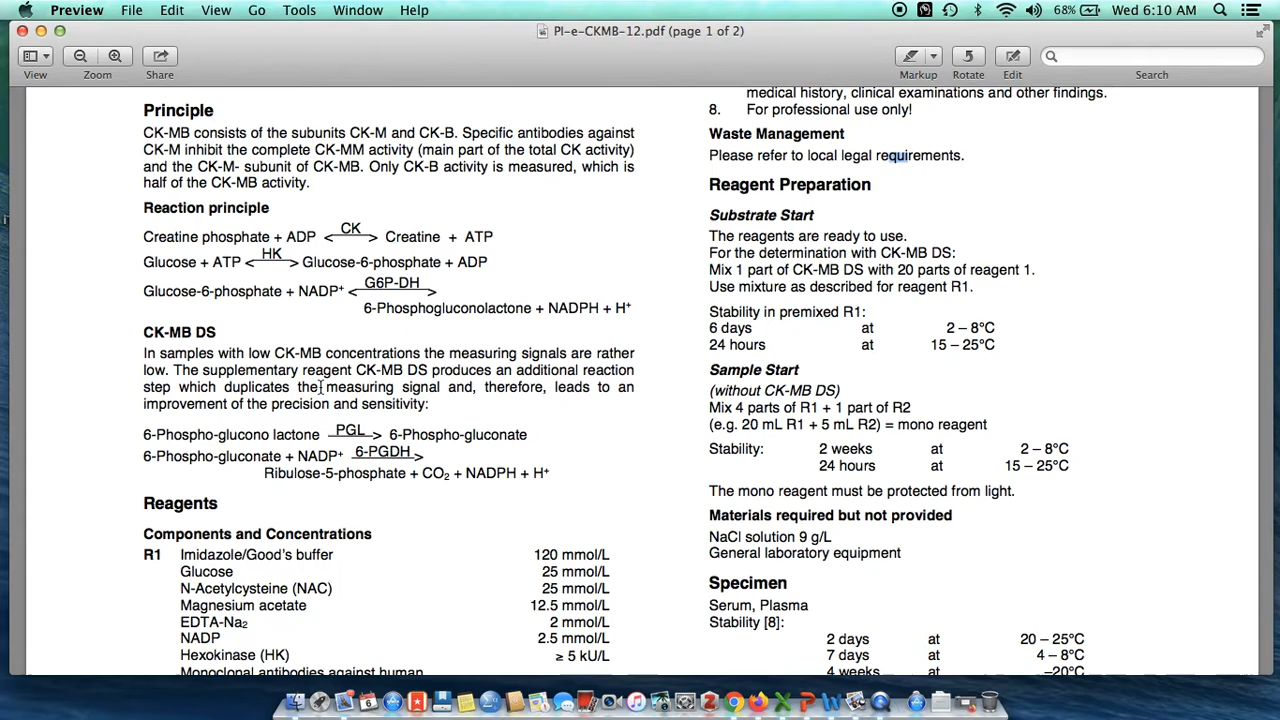 Preview File Edit View Go Tools Window Help 68% Wed 6:10 AM
PI-e-CKMB-12.pdf (page 1 of 2)
View Zoom Share Markup Rotate Edit Search
Principle
CK-MB consists of the subunits CK-M and CK-B. Specific antibodies against
CK-M inhibit the complete CK-MM activity (main part of the total CK activity)
and the CK-M- subunit of CK-MB. Only CK-B activity is measured, which is
half of the CK-MB activity.
Reaction principle
CK
Creatine phosphate + ADP <——> Creatine + ATP
HK
Glucose + ATP <——> Glucose-6-phosphate + ADP
G6P-DH
Glucose-6-phosphate + NADP⁺ <——>
6-Phosphogluconolactone + NADPH + H⁺
CK-MB DS
In samples with low CK-MB concentrations the measuring signals are rather
low. The supplementary reagent CK-MB DS produces an additional reaction
step which duplicates the measuring signal and, therefore, leads to an
improvement of the precision and sensitivity:
PGL
6-Phospho-glucono lactone ——> 6-Phospho-gluconate
6-PGDH
6-Phospho-gluconate + NADP⁺ ——>
Ribulose-5-phosphate + CO₂ + NADPH + H⁺
Reagents
Components and Concentrations
R1 Imidazole/Good's buffer 120 mmol/L
Glucose 25 mmol/L
N-Acetylcysteine (NAC) 25 mmol/L
Magnesium acetate 12.5 mmol/L
EDTA-Na₂ 2 mmol/L
NADP 2.5 mmol/L
Hexokinase (HK) ≥ 5 kU/L
Monoclonal antibodies against human
medical history, clinical examinations and other findings.
8. For professional use only!
Waste Management
Please refer to local legal requirements.
Reagent Preparation
Substrate Start
The reagents are ready to use.
For the determination with CK-MB DS:
Mix 1 part of CK-MB DS with 20 parts of reagent 1.
Use mixture as described for reagent R1.
Stability in premixed R1:
6 days at 2 – 8°C
24 hours at 15 – 25°C
Sample Start
(without CK-MB DS)
Mix 4 parts of R1 + 1 part of R2
(e.g. 20 mL R1 + 5 mL R2) = mono reagent
Stability: 2 weeks at 2 – 8°C
24 hours at 15 – 25°C
The mono reagent must be protected from light.
Materials required but not provided
NaCl solution 9 g/L
General laboratory equipment
Specimen
Serum, Plasma
Stability [8]:
2 days at 20 – 25°C
7 days at 4 – 8°C
4 weeks at –20°C